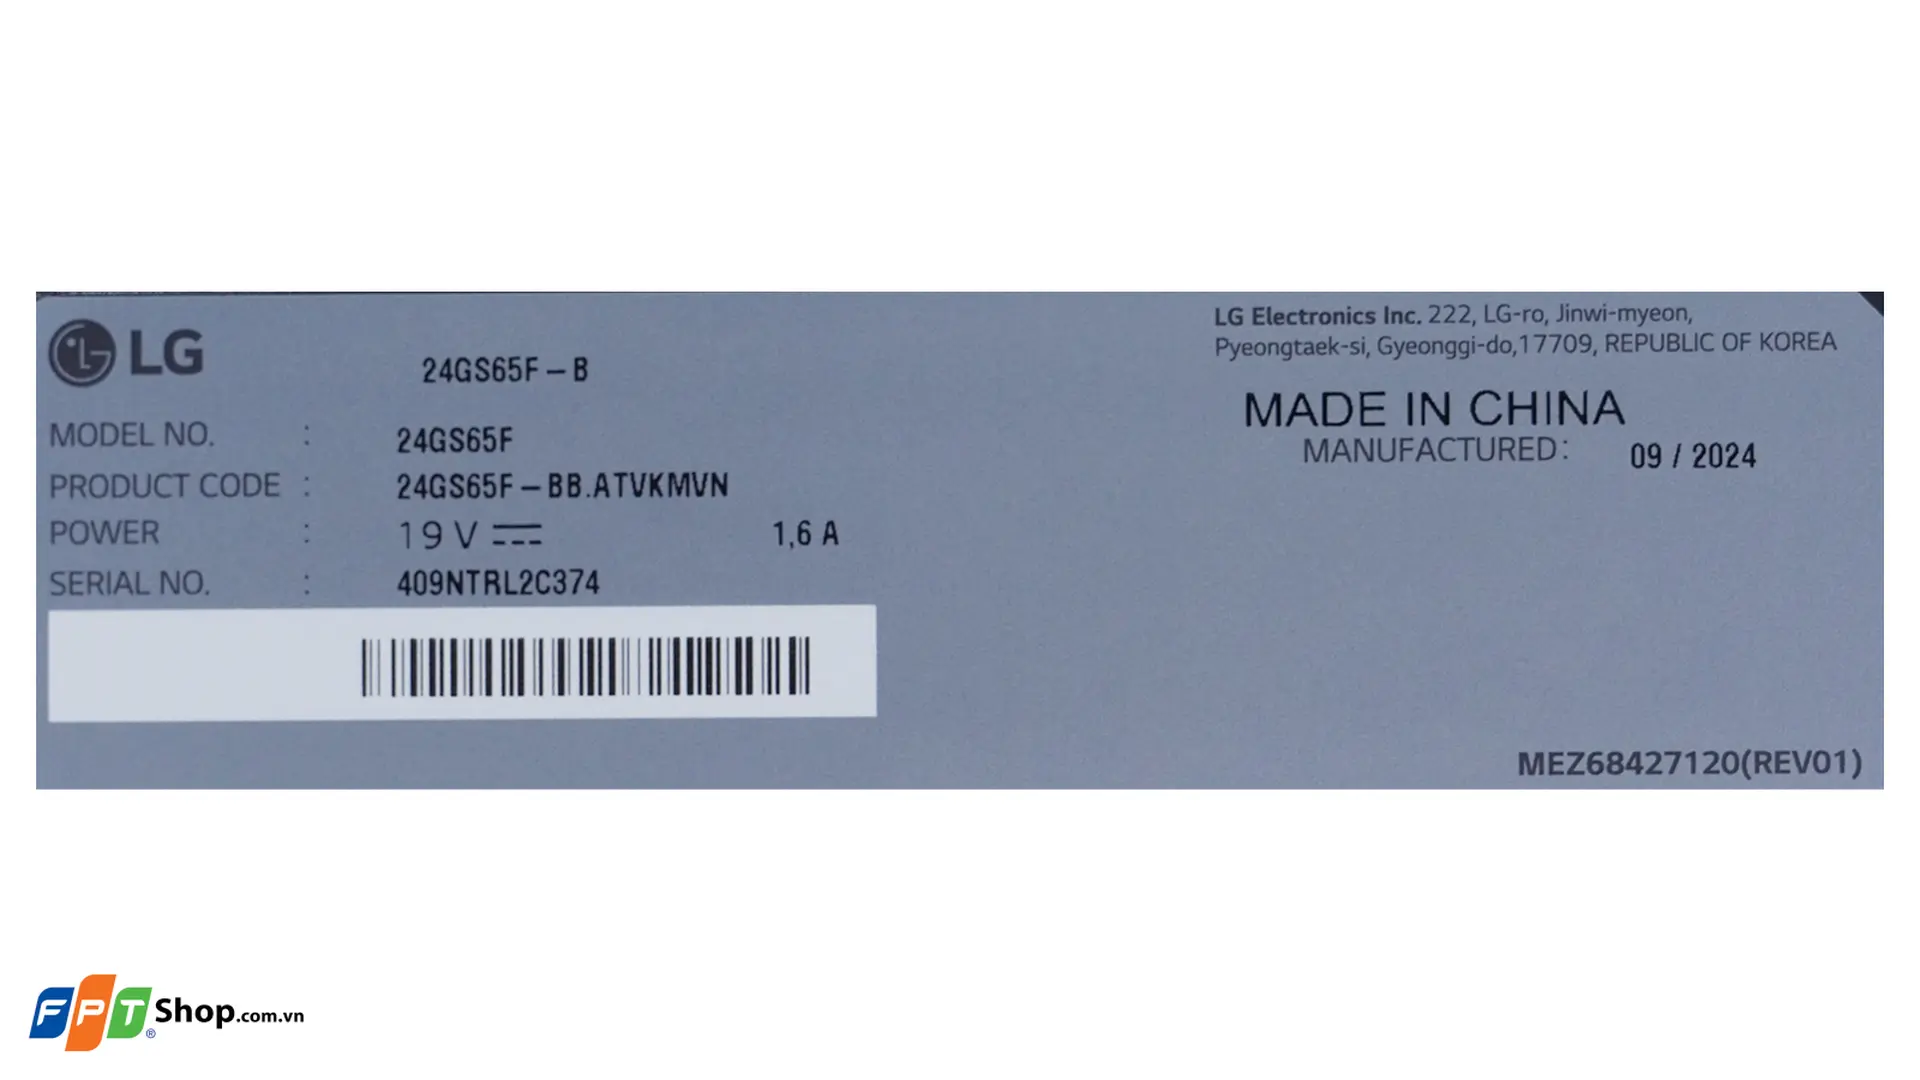 LG
24GS65F-B
MODEL NO. : 24GS65F
PRODUCT CODE : 24GS65F-BB.ATVKMVN
POWER : 19 V ⎓ 1,6 A
SERIAL NO. : 409NTRL2C374
LG Electronics Inc. 222, LG-ro, Jinwi-myeon,
Pyeongtaek-si, Gyeonggi-do,17709, REPUBLIC OF KOREA
MADE IN CHINA
MANUFACTURED: 09 / 2024
MEZ68427120(REV01)
FPT® Shop.com.vn